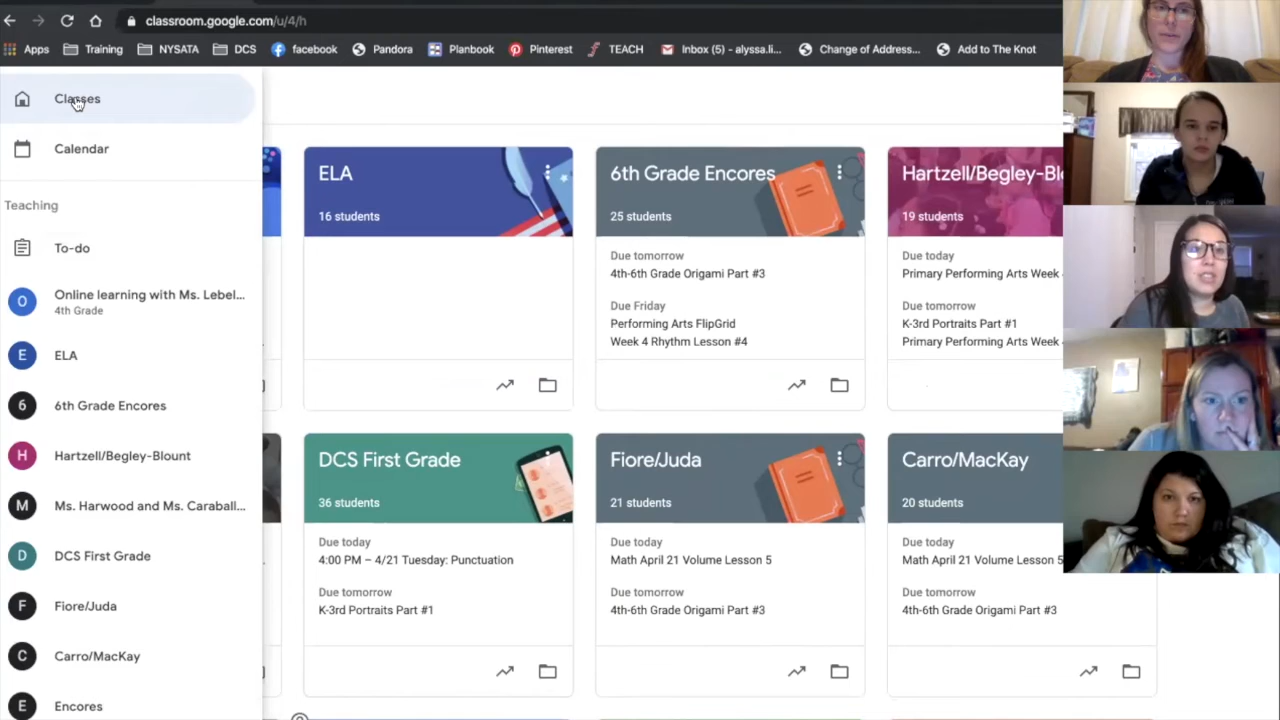 classroom.google.com/u/4/h
Apps Training NYSATA DCS facebook Pandora Planbook Pinterest TEACH Inbox (5) - alyssa.li... Change of Address... Add to The Knot
Classes
Calendar
Teaching
To-do
O Online learning with Ms. Lebel...
4th Grade
E ELA
6 6th Grade Encores
H Hartzell/Begley-Blount
M Ms. Harwood and Ms. Caraball...
D DCS First Grade
F Fiore/Juda
C Carro/MacKay
E Encores
ELA
16 students
6th Grade Encores
25 students
Due tomorrow
4th-6th Grade Origami Part #3
Due Friday
Performing Arts FlipGrid
Week 4 Rhythm Lesson #4
Hartzell/Begley-Bl
19 students
Due today
Primary Performing Arts Week
Due tomorrow
K-3rd Portraits Part #1
Primary Performing Arts Week
DCS First Grade
36 students
Due today
4:00 PM – 4/21 Tuesday: Punctuation
Due tomorrow
K-3rd Portraits Part #1
Fiore/Juda
21 students
Due today
Math April 21 Volume Lesson 5
Due tomorrow
4th-6th Grade Origami Part #3
Carro/MacKay
20 students
Due today
Math April 21 Volume Lesson 5
Due tomorrow
4th-6th Grade Origami Part #3